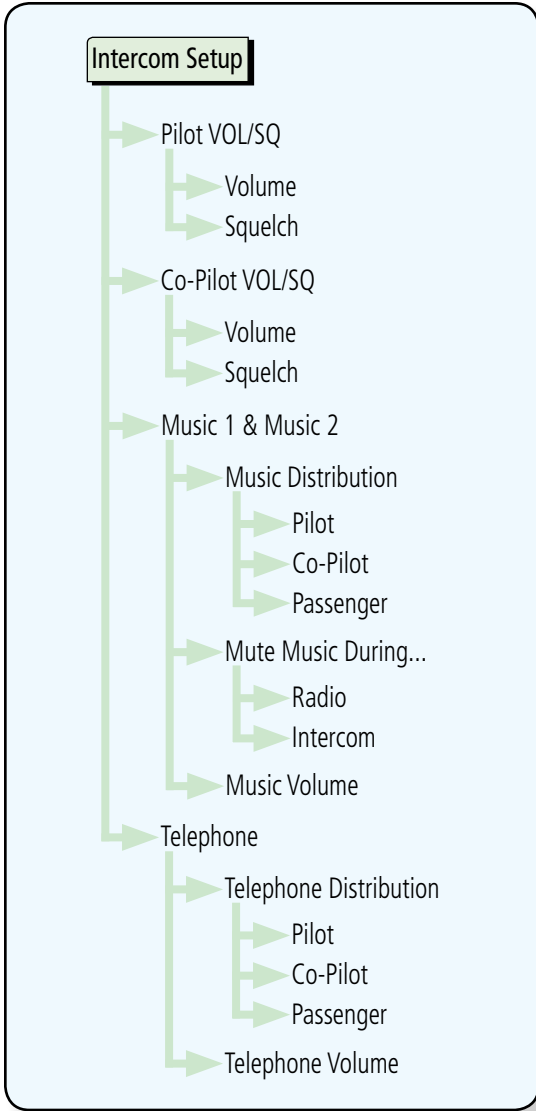 Intercom Setup
Pilot VOL/SQ
Volume
Squelch
Co-Pilot VOL/SQ
Volume
Squelch
Music 1 & Music 2
Music Distribution
Pilot
Co-Pilot
Passenger
Mute Music During...
Radio
Intercom
Music Volume
Telephone
Telephone Distribution
Pilot
Co-Pilot
Passenger
Telephone Volume